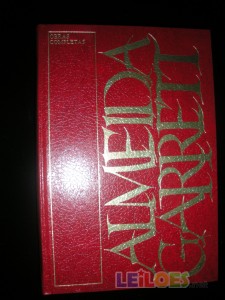 OBRAS
COMPLETAS
ALMEIDA
GARRETT
LEiLOES